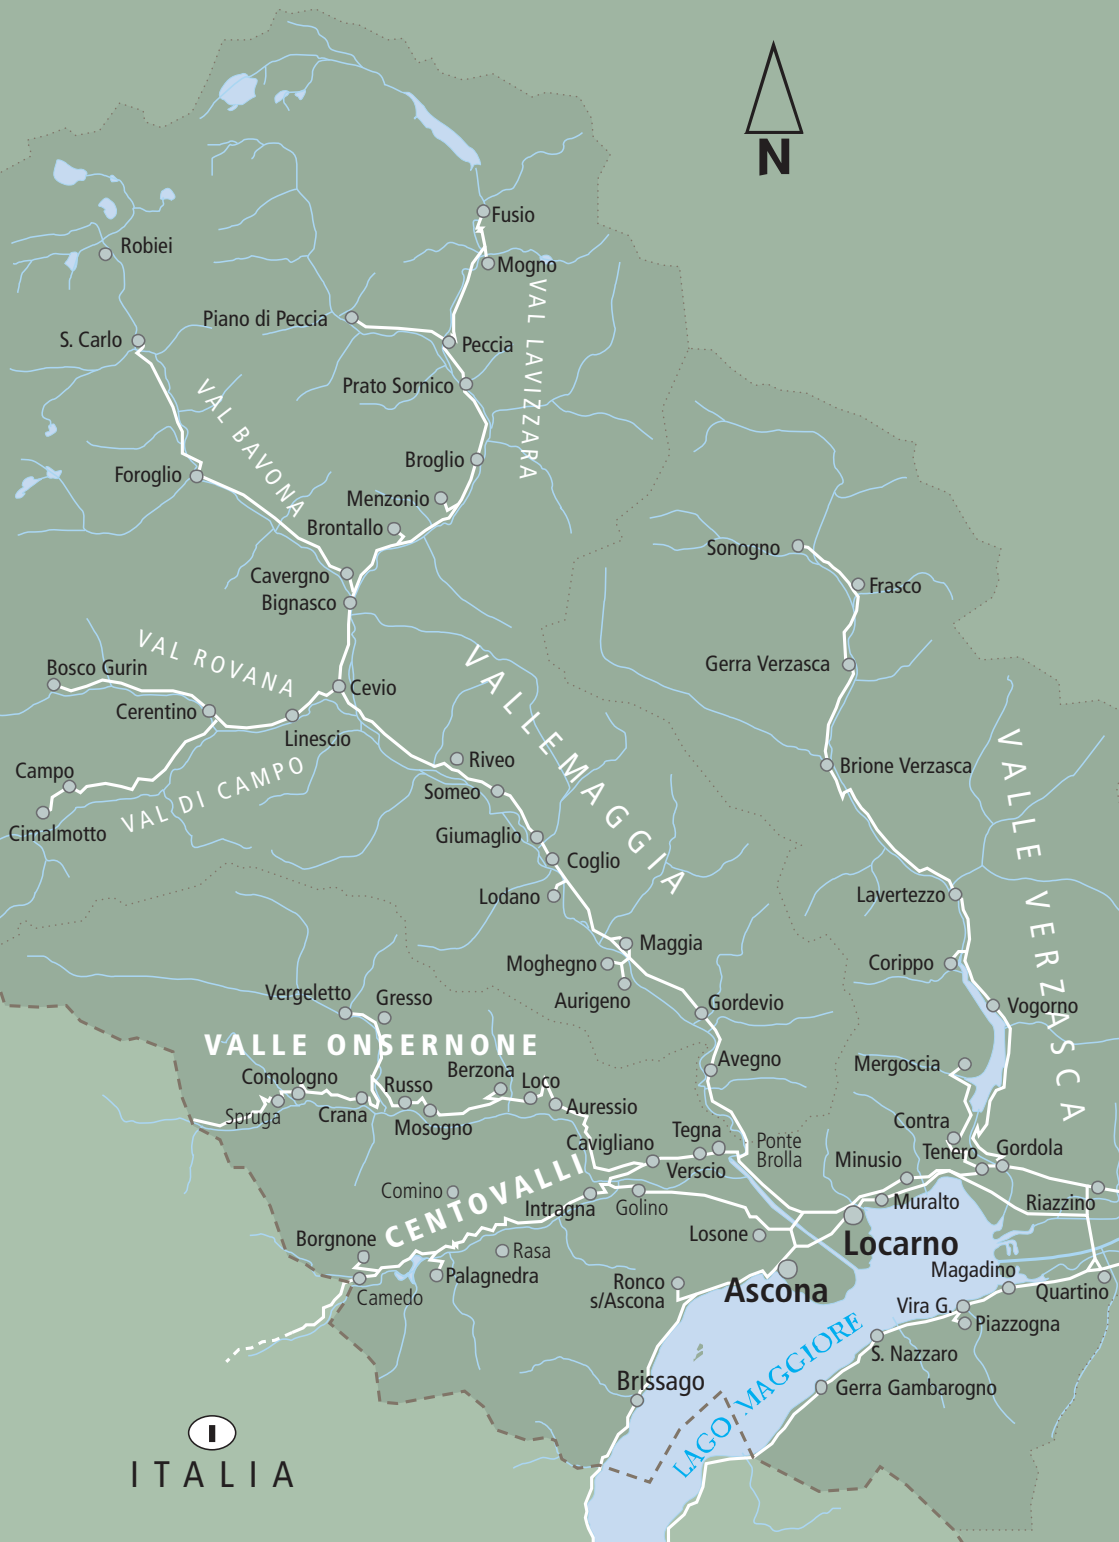 N
Fusio
Robiei
Mogno
Piano di Peccia
S. Carlo
Peccia
VAL LAVIZZARA
Prato Sornico
VAL BAVONA
Broglio
Foroglio
Menzonio
Brontallo
Sonogno
Cavergno
Frasco
Bignasco
VAL ROVANA
Bosco Gurin
Gerra Verzasca
Cevio
Cerentino
Linescio
VALLEMAGGIA
Riveo
Brione Verzasca
Campo
VAL DI CAMPO
Someo
Cimalmotto
Giumaglio
Coglio
VALLE VERZASCA
Lodano
Lavertezzo
Maggia
Moghegno
Corippo
Vergeletto
Gresso
Aurigeno
Gordevio
Vogorno
VALLE ONSERNONE
Avegno
Mergoscia
Comologno
Russo
Berzona
Loco
Spruga
Crana
Mosogno
Auressio
Contra
Cavigliano
Tegna
Ponte
Brolla
Tenero
Gordola
Verscio
Minusio
CENTOVALLI
Comino
Intragna
Golino
Muralto
Riazzino
Losone
Locarno
Borgnone
Rasa
Palagnedra
Camedo
Ronco
s/Ascona
Ascona
Magadino
Quartino
Vira G.
Piazzogna
LAGO MAGGIORE
S. Nazzaro
Brissago
Gerra Gambarogno
I
ITALIA